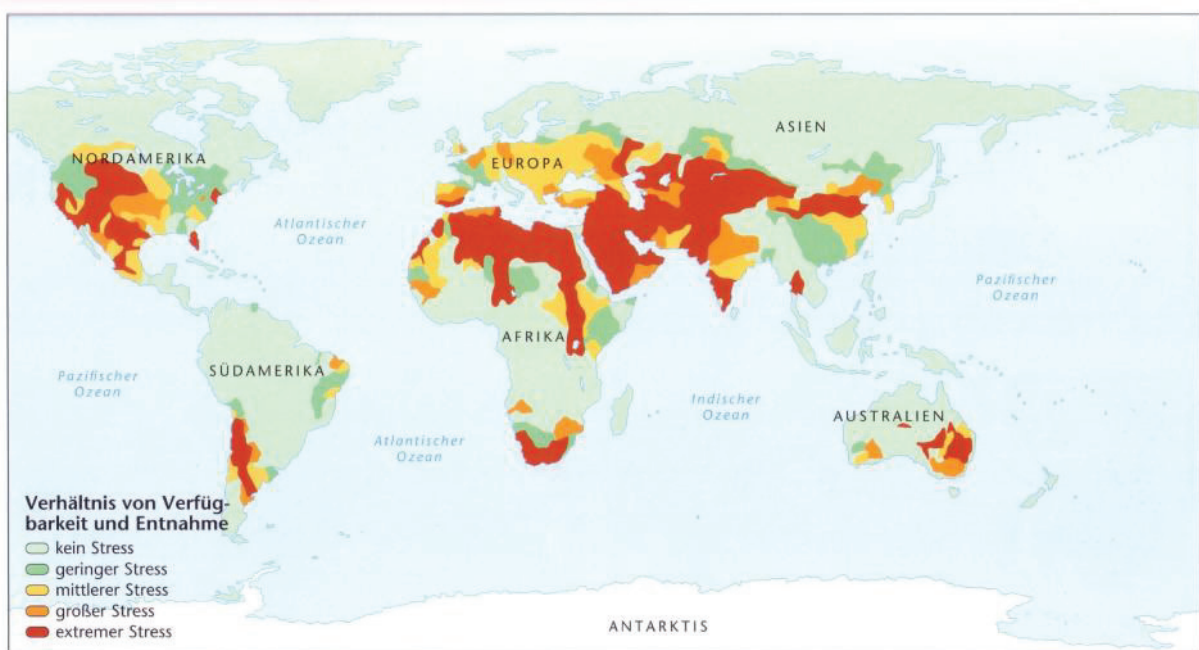 ASIEN
NORDAMERIKA
EUROPA
Atlantischer
Ozean
Pazifischer
Ozean
AFRIKA
SÜDAMERIKA
Pazifischer
Ozean
Indischer
Ozean
AUSTRALIEN
Atlantischer
Ozean
Verhältnis von Verfüg-
barkeit und Entnahme
kein Stress
geringer Stress
mittlerer Stress
großer Stress
extremer Stress
ANTARKTIS